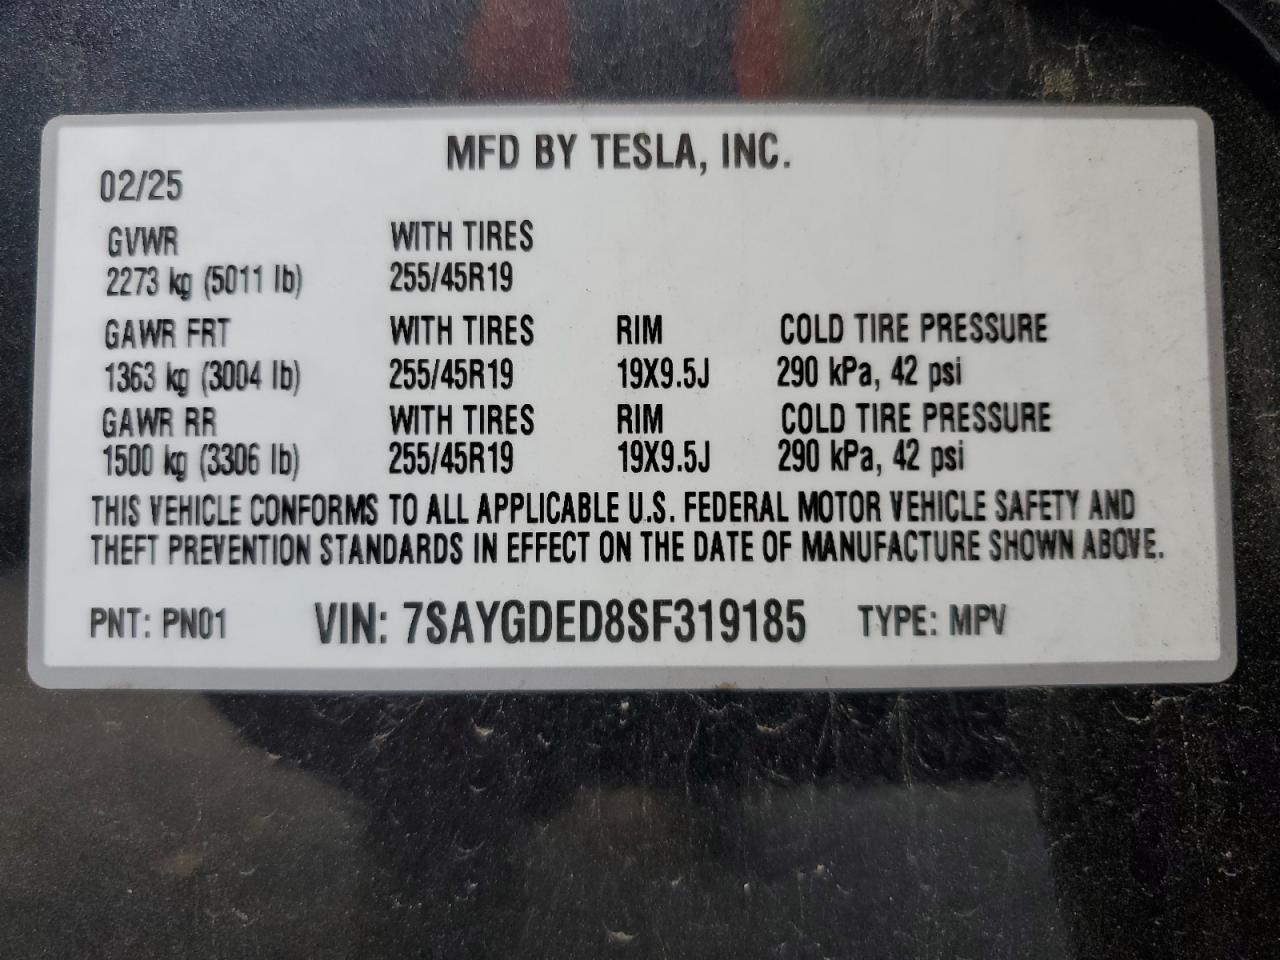 MFD BY TESLA, INC.
02/25
GVWR WITH TIRES
2273 kg (5011 lb) 255/45R19
GAWR FRT WITH TIRES RIM COLD TIRE PRESSURE
1363 kg (3004 lb) 255/45R19 19X9.5J 290 kPa, 42 psi
GAWR RR WITH TIRES RIM COLD TIRE PRESSURE
1500 kg (3306 lb) 255/45R19 19X9.5J 290 kPa, 42 psi
THIS VEHICLE CONFORMS TO ALL APPLICABLE U.S. FEDERAL MOTOR VEHICLE SAFETY AND
THEFT PREVENTION STANDARDS IN EFFECT ON THE DATE OF MANUFACTURE SHOWN ABOVE.
PNT: PN01 VIN: 7SAYGDED8SF319185 TYPE: MPV